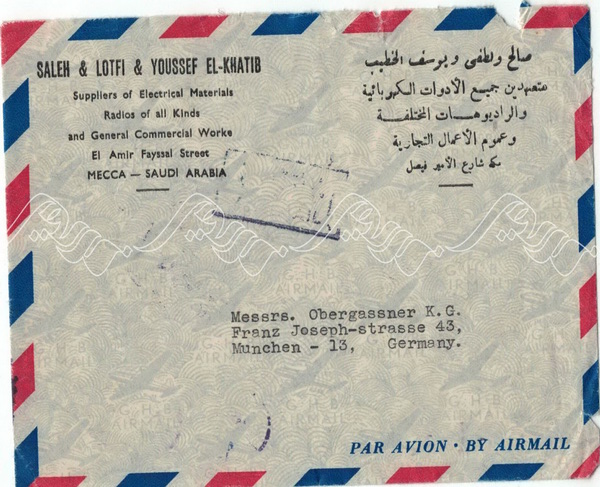 SALEH & LOTFI & YOUSSEF EL-KHATIB
Suppliers of Electrical Materials
Radios of all Kinds
and General Commercial Worke
El Amir Fayssal Street
MECCA — SAUDI ARABIA
صالح ولطفي ويوسف الخطيب
متعهدين جميع الأدوات الكهربائية
والراديوهات المختلفة
وعموم الأعمال التجارية
مكة شارع الأمير فيصل
Messrs. Obergassner K.G.
Franz Joseph-strasse 43,
Munchen - 13, Germany.
PAR AVION · BY AIRMAIL